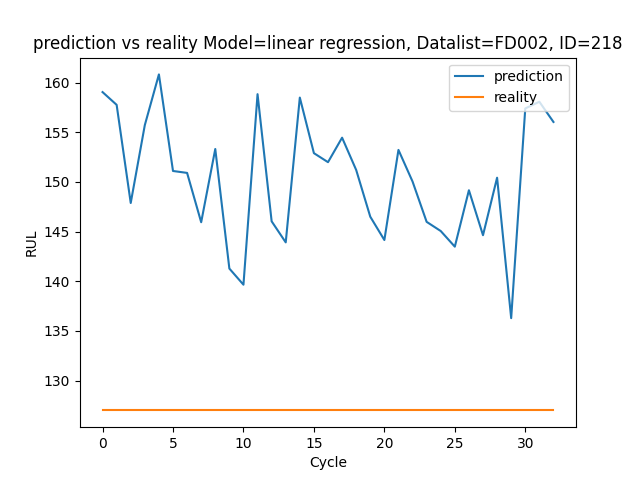 prediction vs reality Model=linear regression, Datalist=FD002, ID=218
prediction
reality
160
155
150
145
140
135
130
RUL
0 5 10 15 20 25 30
Cycle